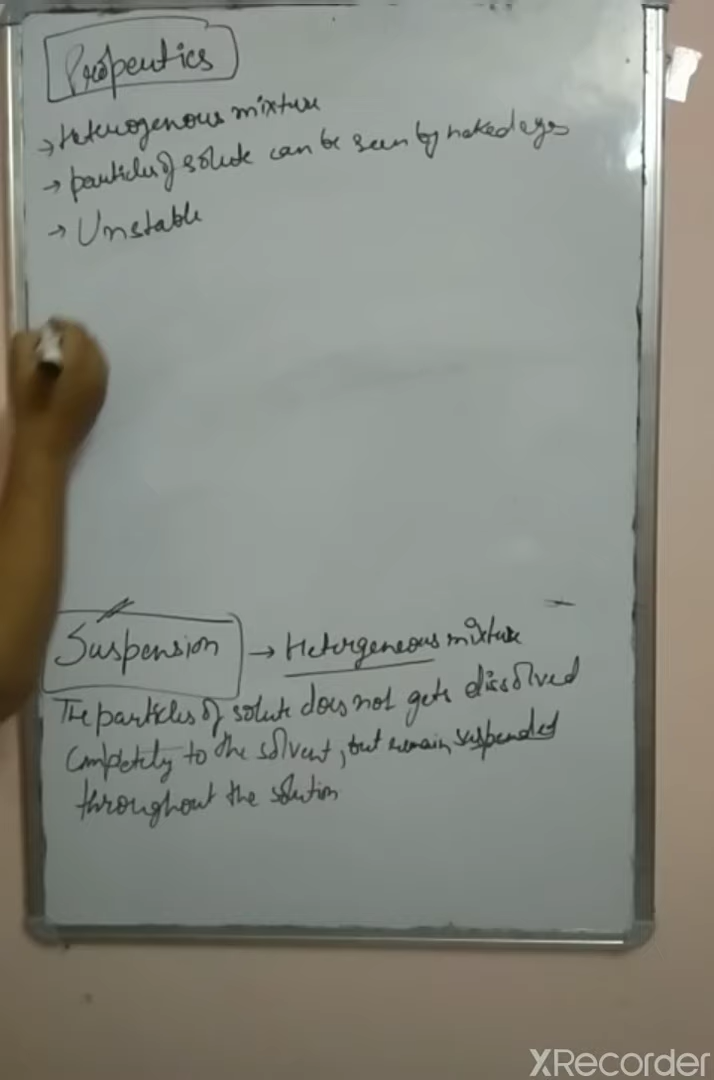 Properties
→ Heterogenous mixture
→ particles of solute can be seen by naked eyes
→ Unstable
Suspension → Hetergeneous mixture
The particles of solute does not gets dissolved
completely to the solvent, but remain suspended
throughout the solution
XRecorder